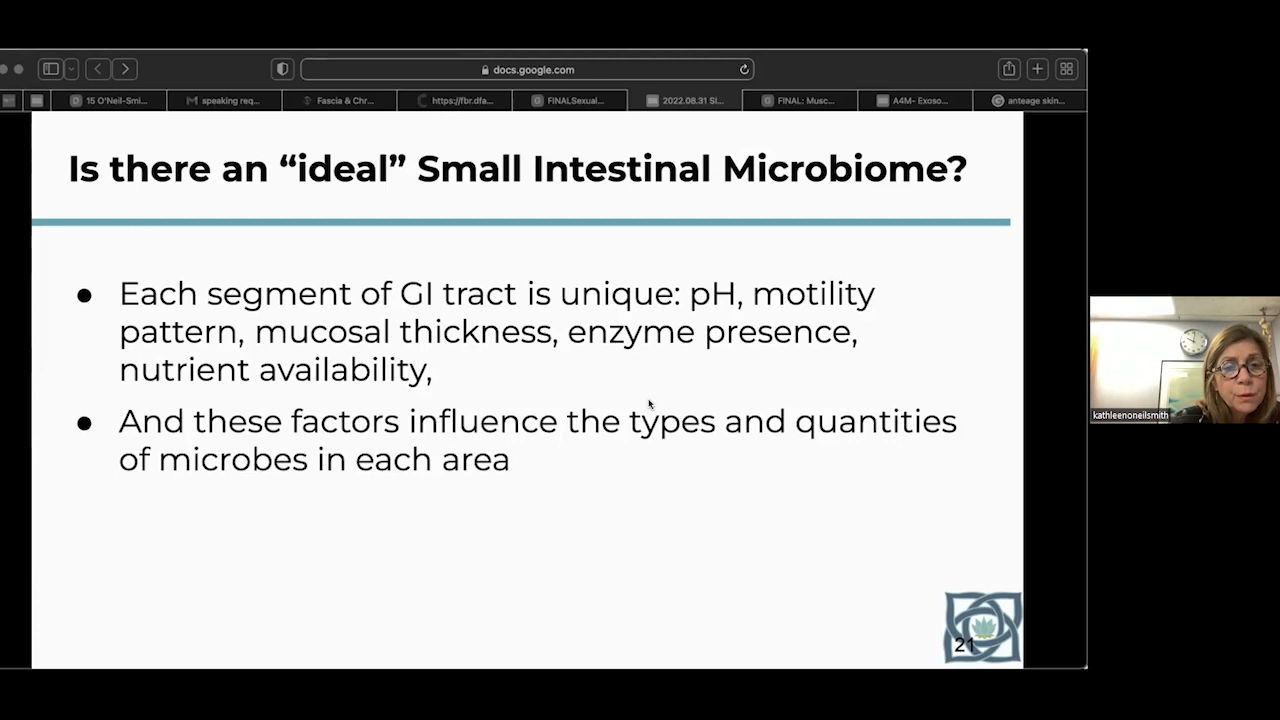 docs.google.com
15 O'Neil-Smi...
speaking req...
Fascia & Chr...
https://fbr.dfa...
FINALSexual...
2022.08.31 SI...
FINAL: Musc...
A4M- Exoso...
anteage skin...
Is there an “ideal” Small Intestinal Microbiome?
● Each segment of GI tract is unique: pH, motility
pattern, mucosal thickness, enzyme presence,
nutrient availability,
● And these factors influence the types and quantities
of microbes in each area
kathleenoneilsmith
21